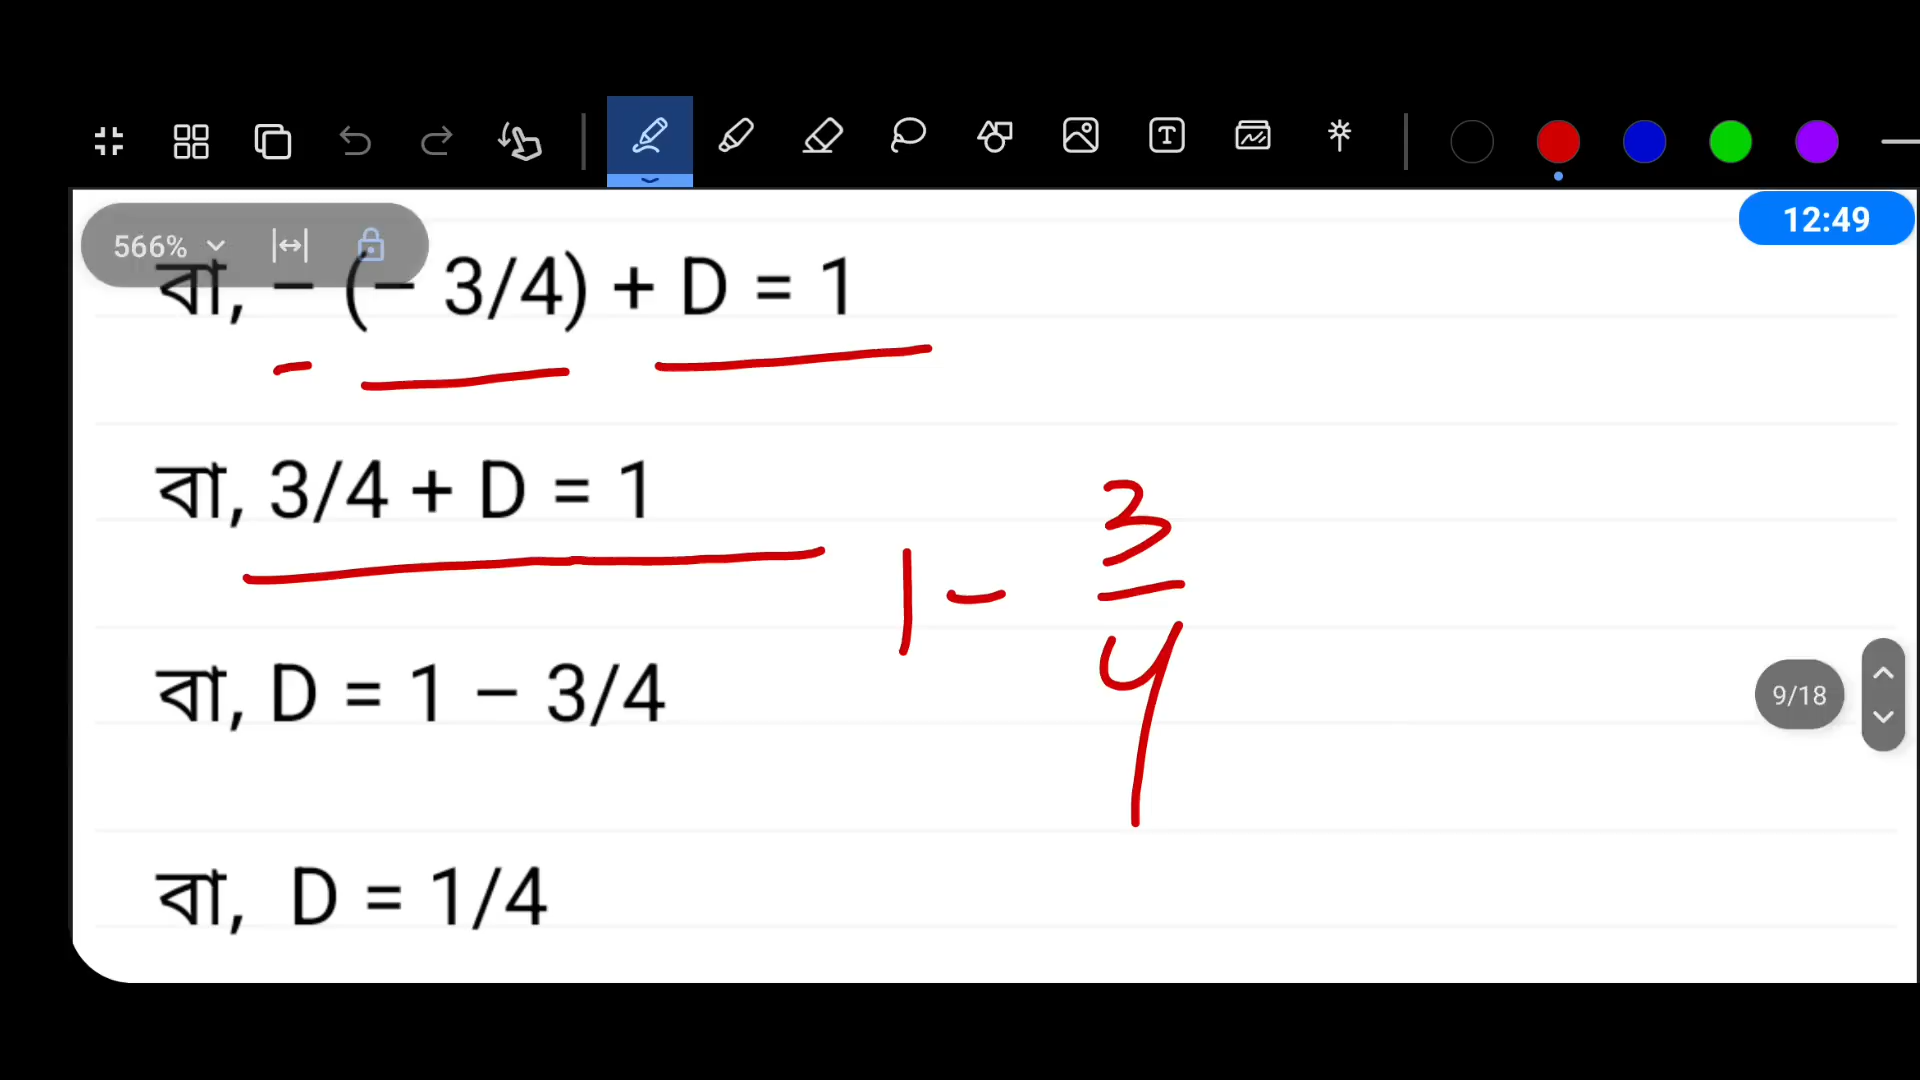 12:49
566%
বা, – (– 3/4) + D = 1
বা, 3/4 + D = 1
1 - 3/4
বা, D = 1 – 3/4
9/18
বা, D = 1/4